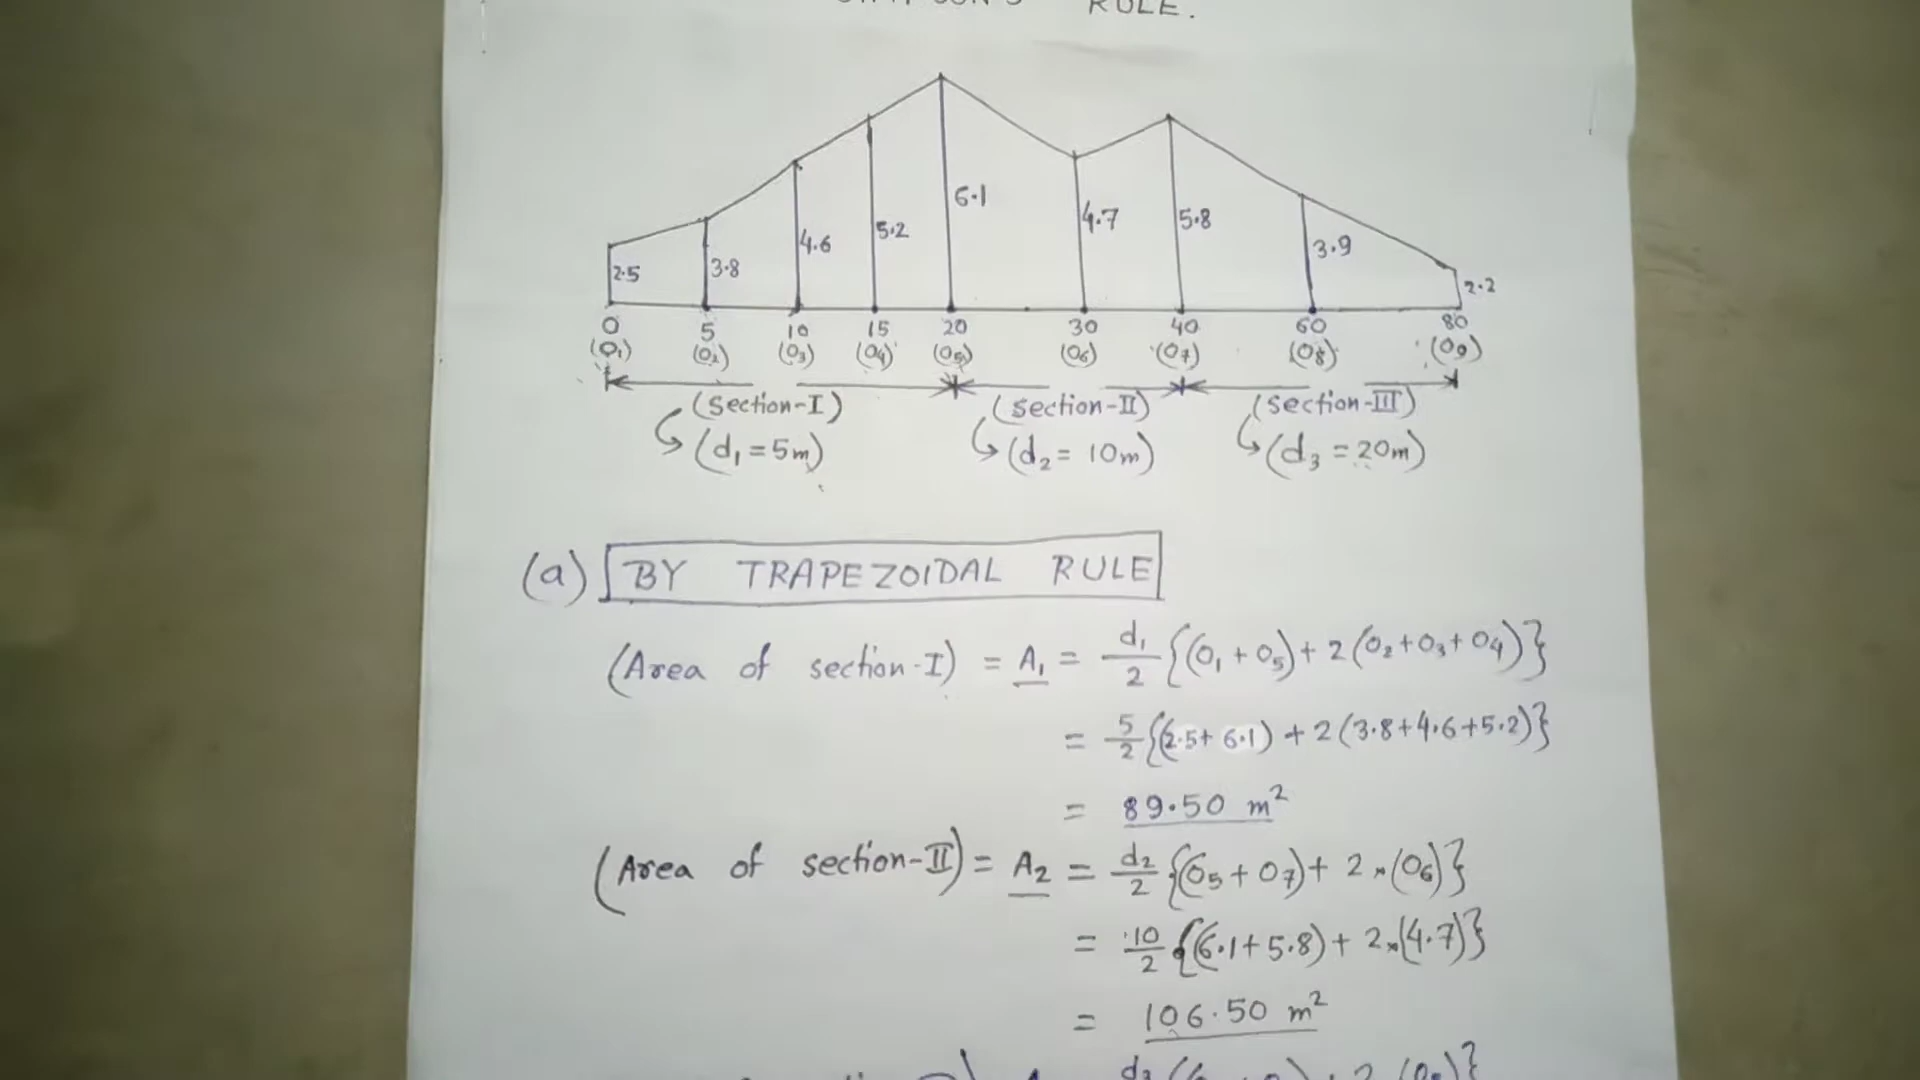 RULE.
6.1
4.7
5.8
5.2
4.6
3.9
3.8
2.5
2.2
0 5 10 15 20 30 40 60 80
(O₁) (O₂) (O₃) (O₄) (O₅) (O₆) (O₇) (O₈) (O₉)
(Section-I) (Section-II) (Section-III)
(d₁ = 5m) (d₂ = 10m) (d₃ = 20m)
(a) BY TRAPEZOIDAL RULE
(Area of section-I) = A₁ = d₁/2 {(O₁ + O₅) + 2 (O₂+O₃+O₄)}
= 5/2 {(2.5+ 6.1) + 2 (3.8+4.6+5.2)}
= 89.50 m²
(Area of section-II) = A₂ = d₂/2 {(O₅ + O₇) + 2 × (O₆)}
= 10/2 {(6.1+5.8) + 2 × (4.7)}
= 106.50 m²